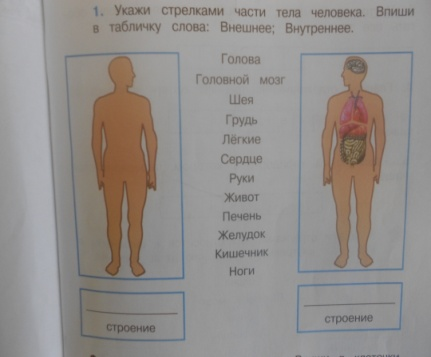 1. Укажи стрелками части тела человека. Впиши
в табличку слова: Внешнее; Внутреннее.
Голова
Головной мозг
Шея
Грудь
Лёгкие
Сердце
Руки
Живот
Печень
Желудок
Кишечник
Ноги
строение
строение